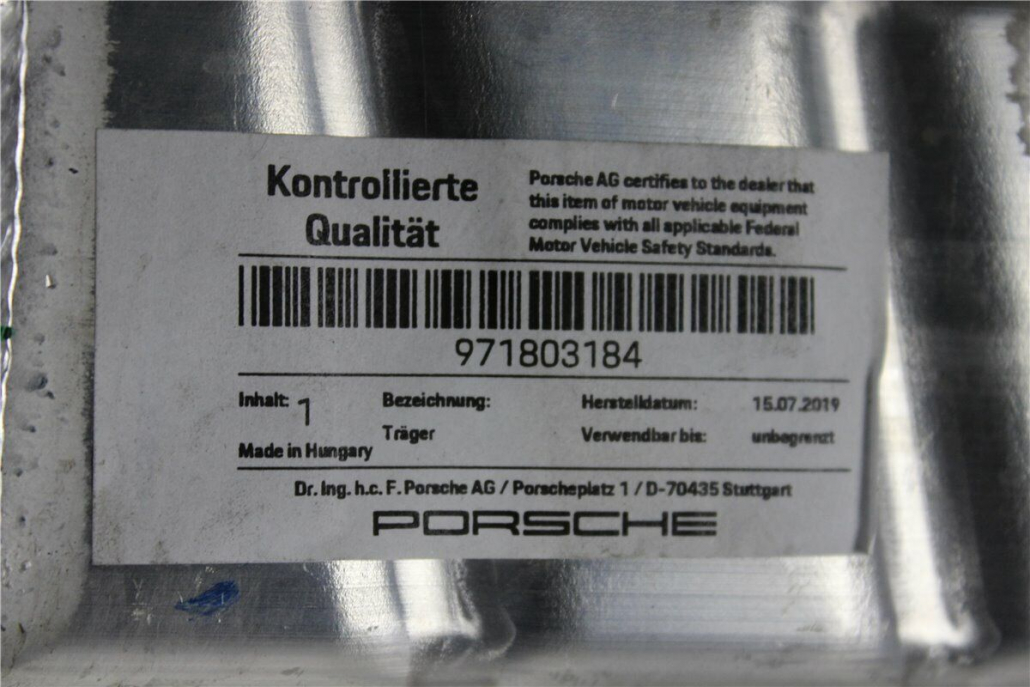 Kontrollierte
Qualität
Porsche AG certifies to the dealer that
this item of motor vehicle equipment
complies with all applicable Federal
Motor Vehicle Safety Standards.
971803184
Inhalt: 1
Bezeichnung:
Herstelldatum: 15.07.2019
Träger
Verwendbar bis: unbegrenzt
Made in Hungary
Dr. Ing. h.c. F. Porsche AG / Porscheplatz 1 / D-70435 Stuttgart
PORSCHE